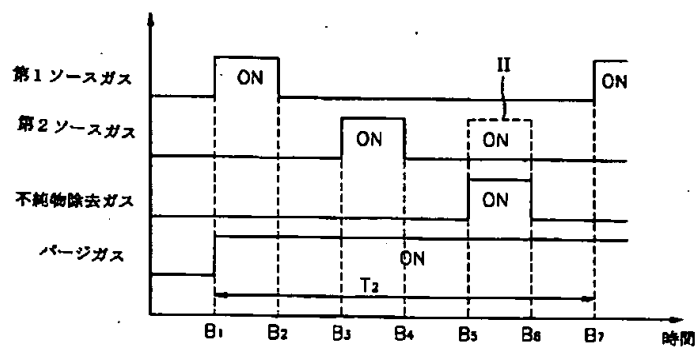 第1ソースガス
ON
ON
II
第2ソースガス
ON
ON
不純物除去ガス
ON
パージガス
ON
T2
B1
B2
B3
B4
B5
B6
B7
時間